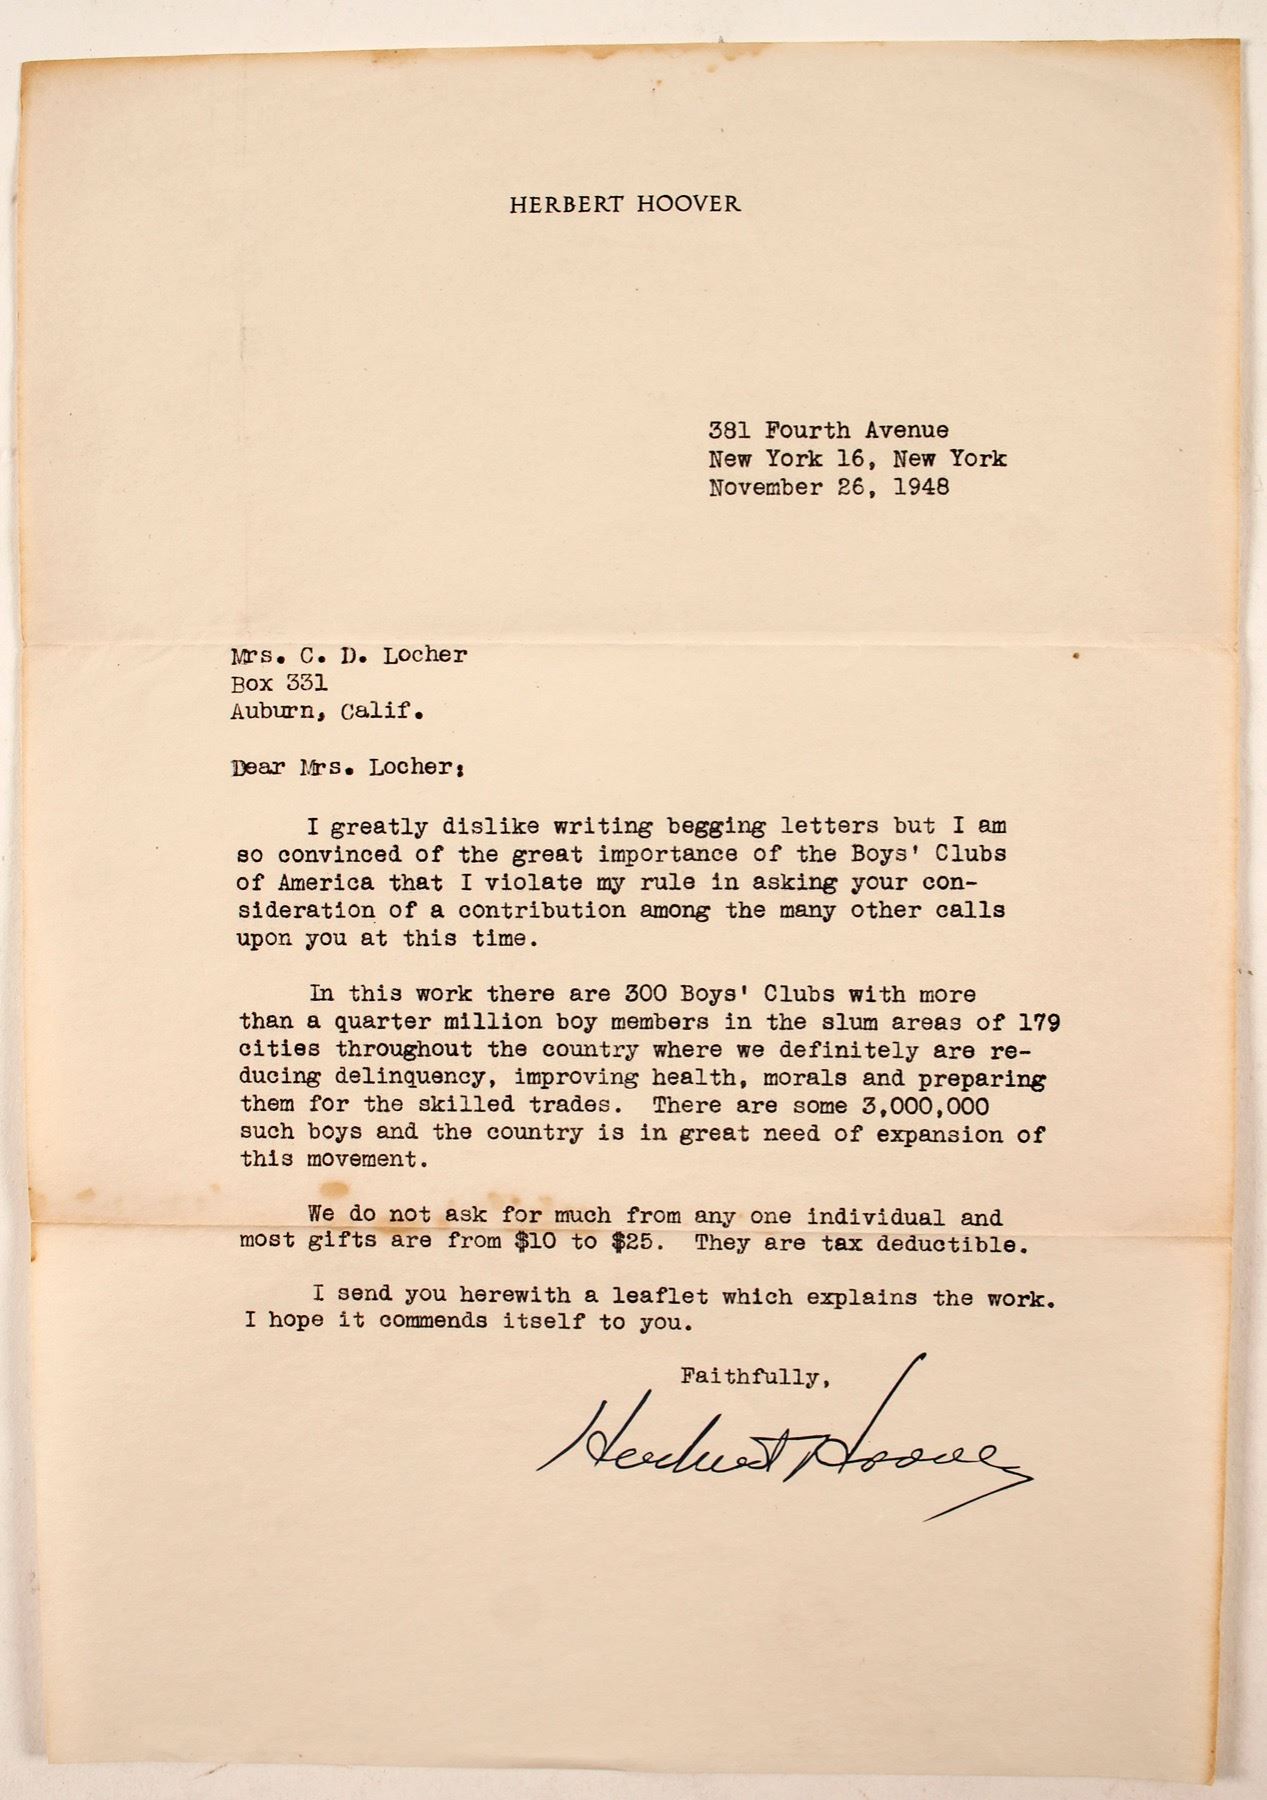 HERBERT HOOVER
381 Fourth Avenue
New York 16, New York
November 26, 1948
Mrs. C. D. Locher
Box 331
Auburn, Calif.
Dear Mrs. Locher:
I greatly dislike writing begging letters but I am
so convinced of the great importance of the Boys' Clubs
of America that I violate my rule in asking your con-
sideration of a contribution among the many other calls
upon you at this time.
In this work there are 300 Boys' Clubs with more
than a quarter million boy members in the slum areas of 179
cities throughout the country where we definitely are re-
ducing delinquency, improving health, morals and preparing
them for the skilled trades. There are some 3,000,000
such boys and the country is in great need of expansion of
this movement.
We do not ask for much from any one individual and
most gifts are from $10 to $25. They are tax deductible.
I send you herewith a leaflet which explains the work.
I hope it commends itself to you.
Faithfully,
Herbert Hoover